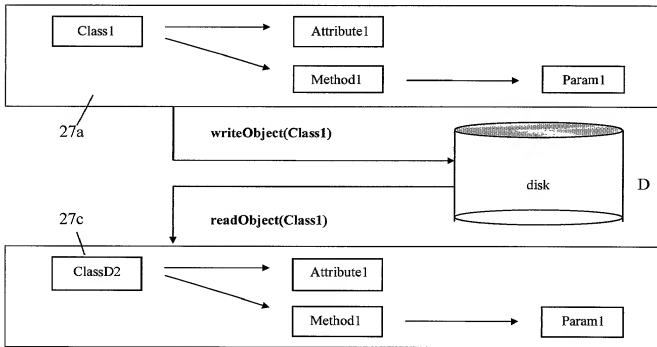 Class1
Attribute1
Method1
Param1
27a
writeObject(Class1)
disk
D
readObject(Class1)
27c
ClassD2
Attribute1
Method1
Param1